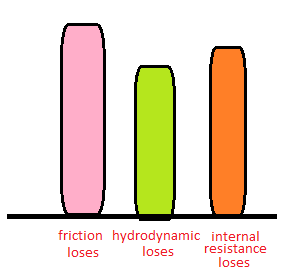 friction
loses
hydrodynamic
loses
internal
resistance
loses